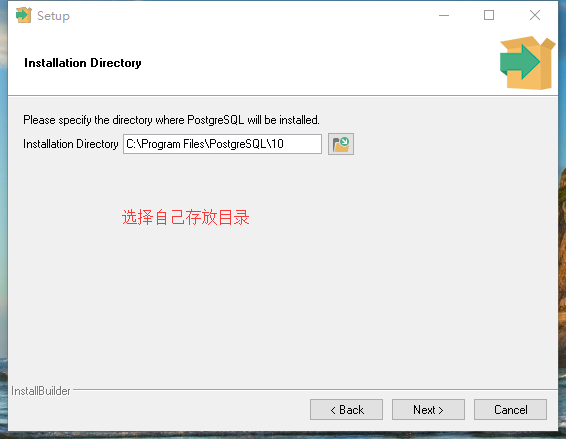 Setup
Installation Directory
Please specify the directory where PostgreSQL will be installed.
Installation Directory C:\Program Files\PostgreSQL\10
选择自己存放目录
InstallBuilder
< Back Next > Cancel